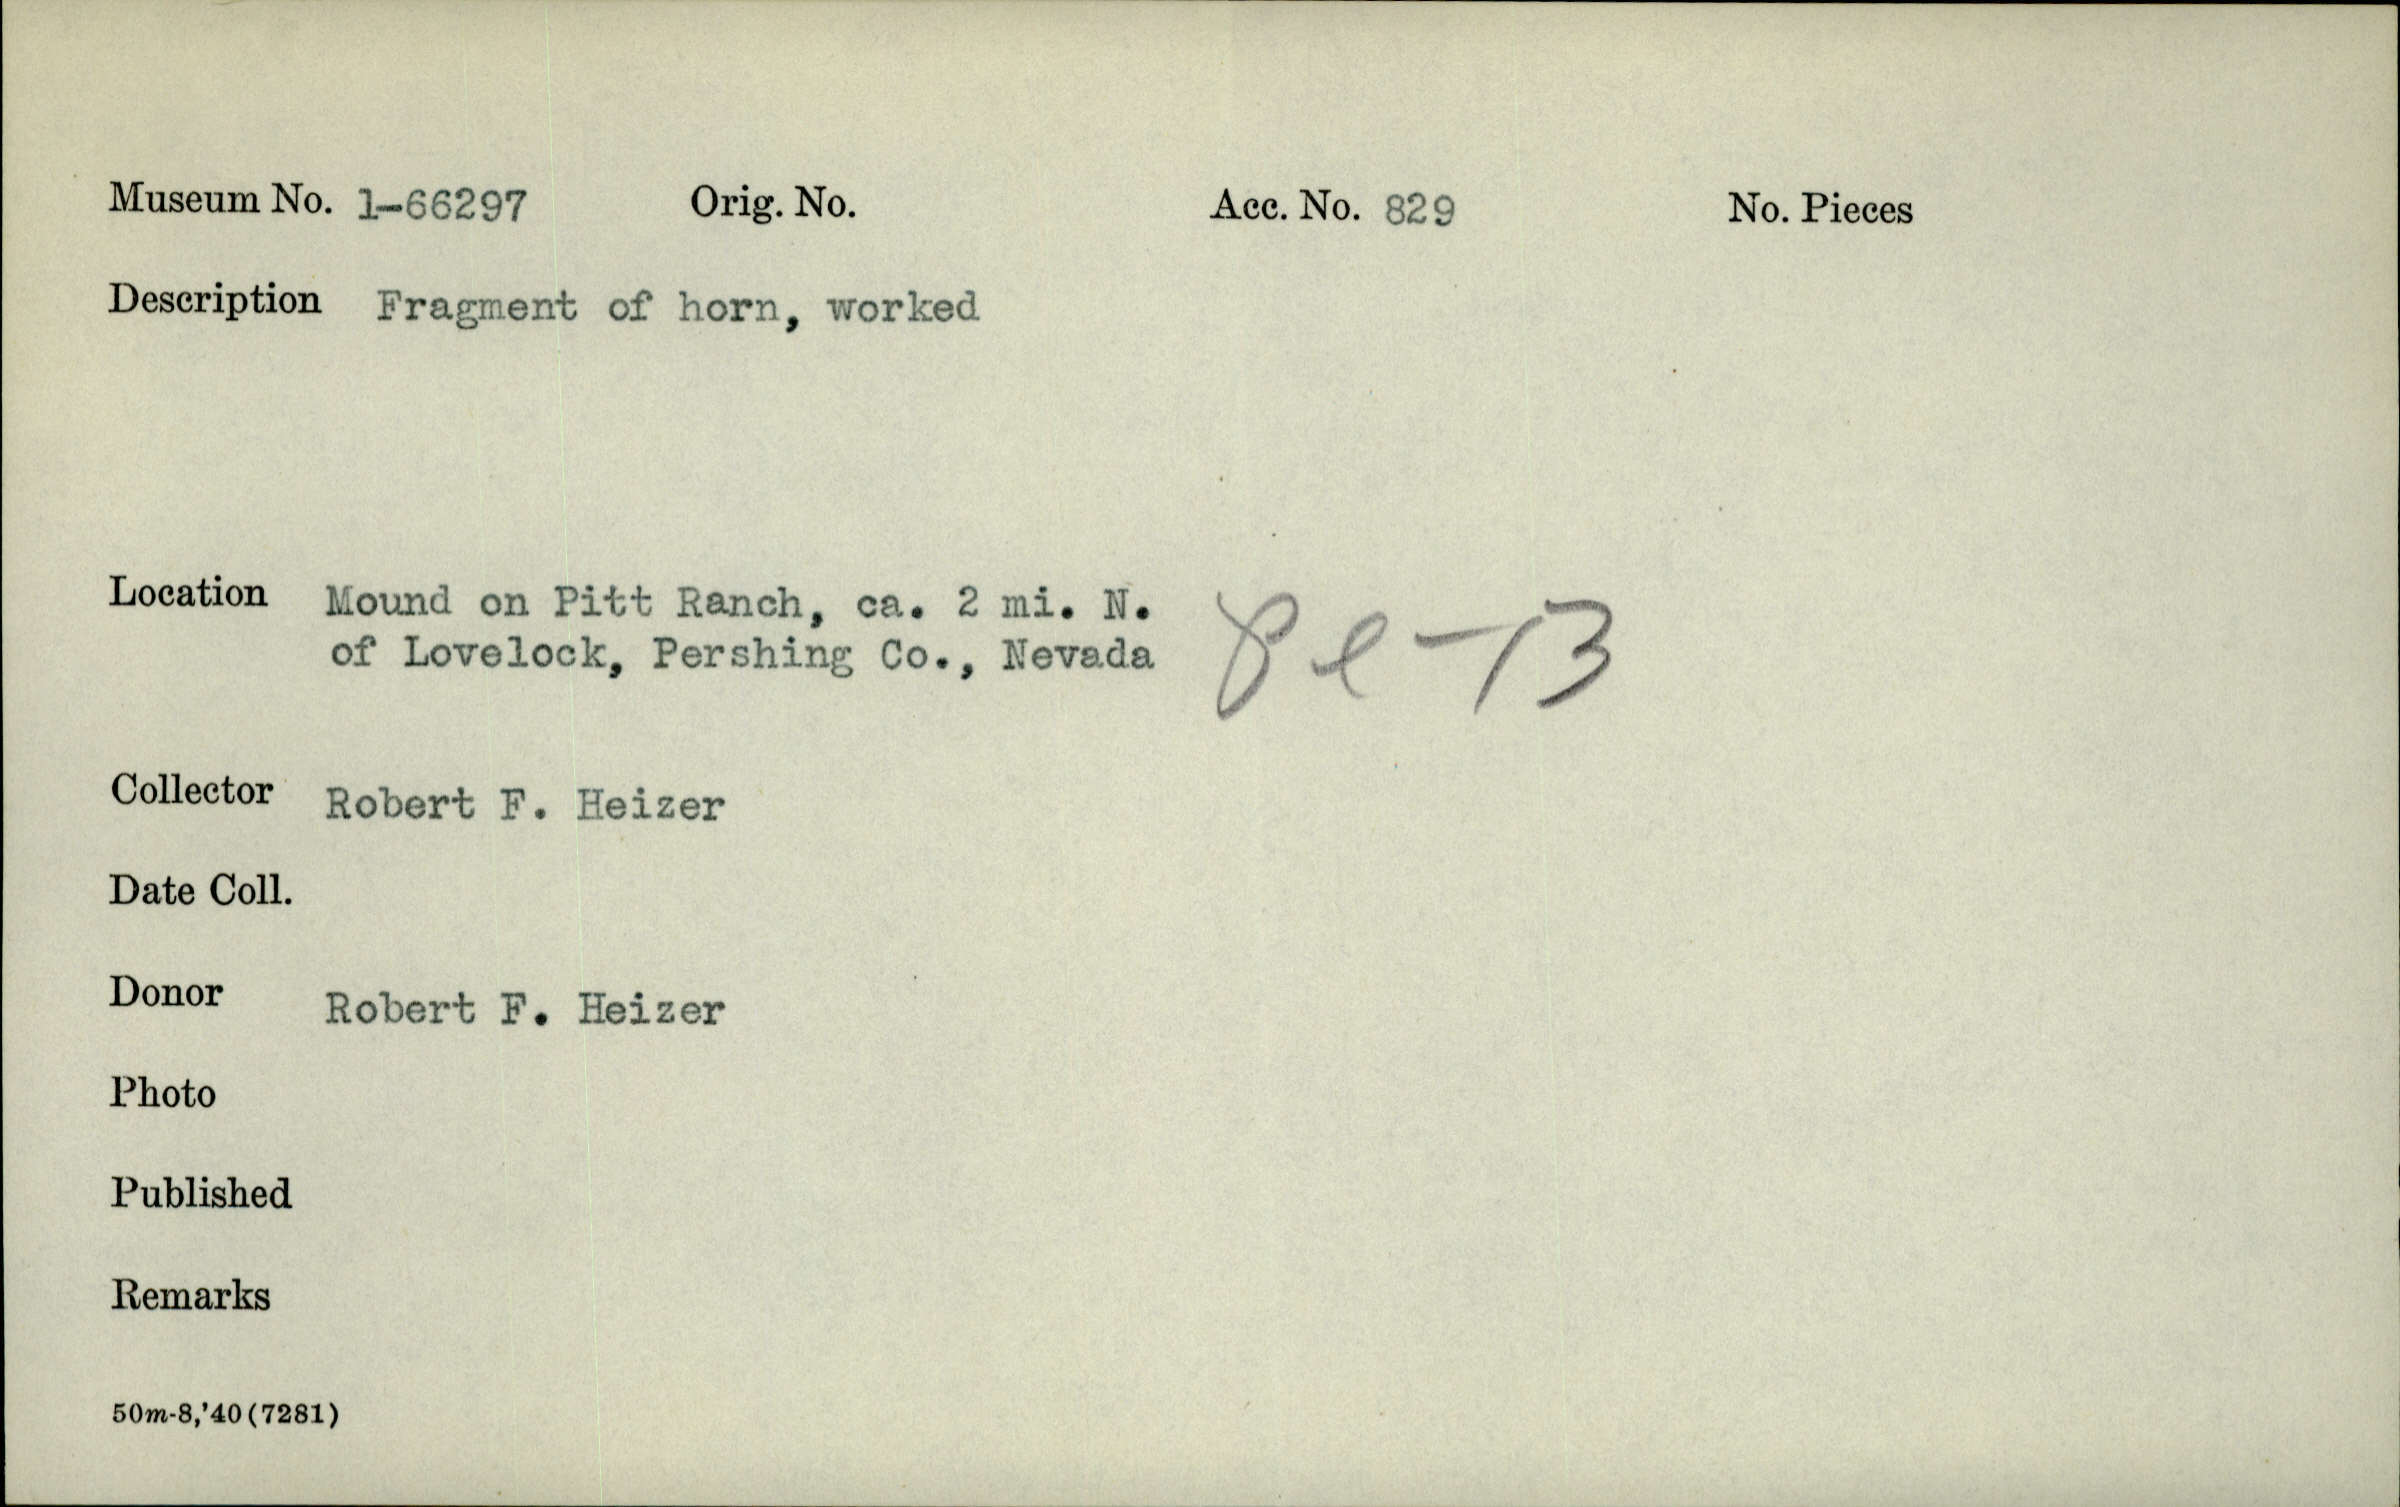 Museum No. 1-66297 Orig. No. Acc. No. 829 No. Pieces
Description Fragment of horn, worked
Location Mound on Pitt Ranch, ca. 2 mi. N.
of Lovelock, Pershing Co., Nevada Pe-13
Collector Robert F. Heizer
Date Coll.
Donor Robert F. Heizer
Photo
Published
Remarks
50m-8,'40(7281)